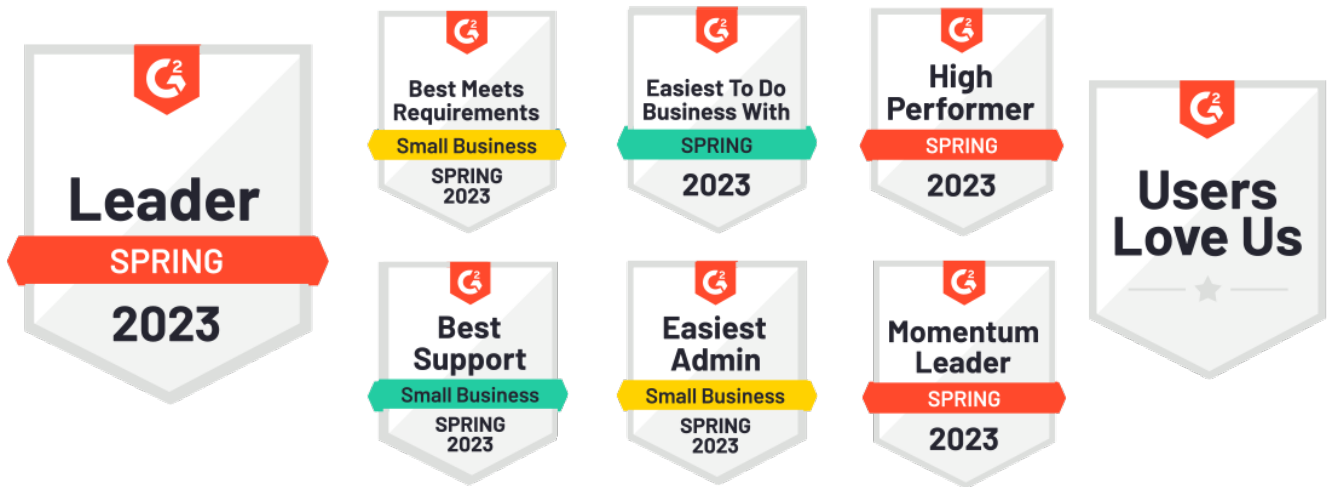 G2
Leader
SPRING
2023
G2
Best Meets
Requirements
Small Business
SPRING
2023
G2
Easiest To Do
Business With
SPRING
2023
G2
High
Performer
SPRING
2023
G2
Best
Support
Small Business
SPRING
2023
G2
Easiest
Admin
Small Business
SPRING
2023
G2
Momentum
Leader
SPRING
2023
G2
Users
Love Us